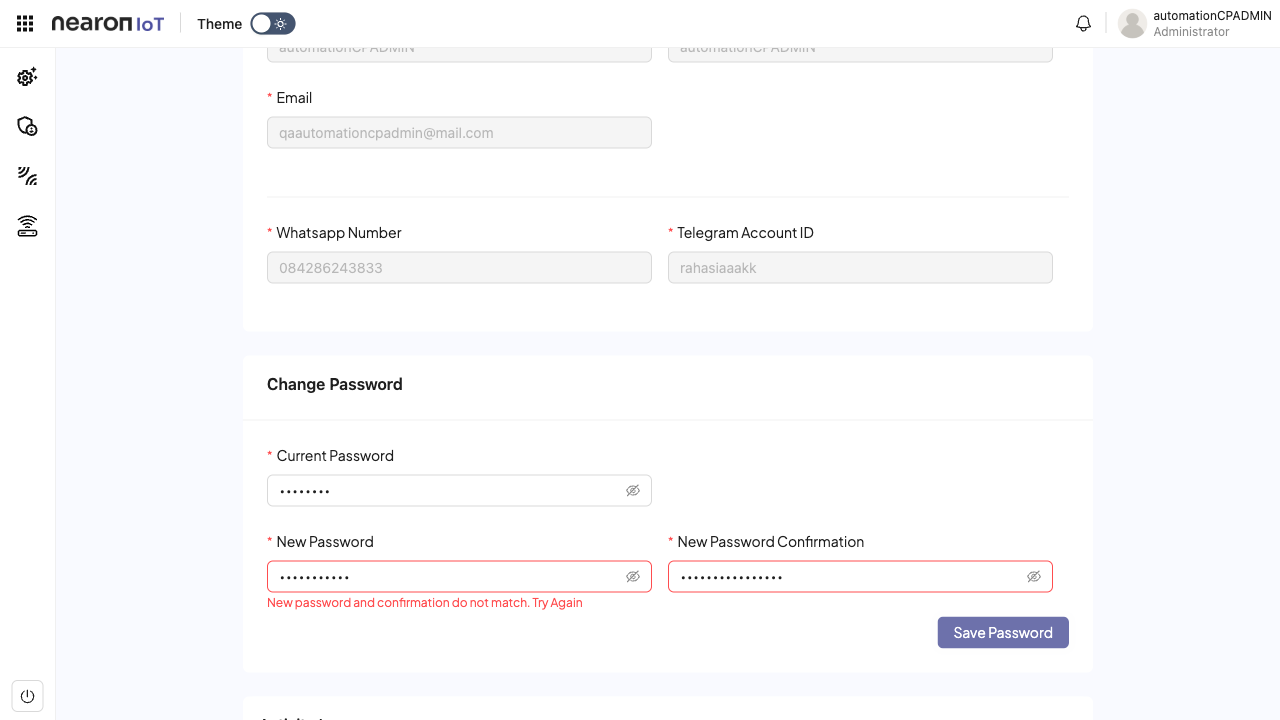 nearon IoT
Theme
automationCPADMIN
Administrator
automationCPADMIN automationCPADMIN
* Email
qaautomationcpadmin@mail.com
* Whatsapp Number * Telegram Account ID
084286243833 rahasiaaakk
Change Password
* Current Password
••••••••
* New Password * New Password Confirmation
••••••••••• ••••••••••••••••
New password and confirmation do not match. Try Again
Save Password